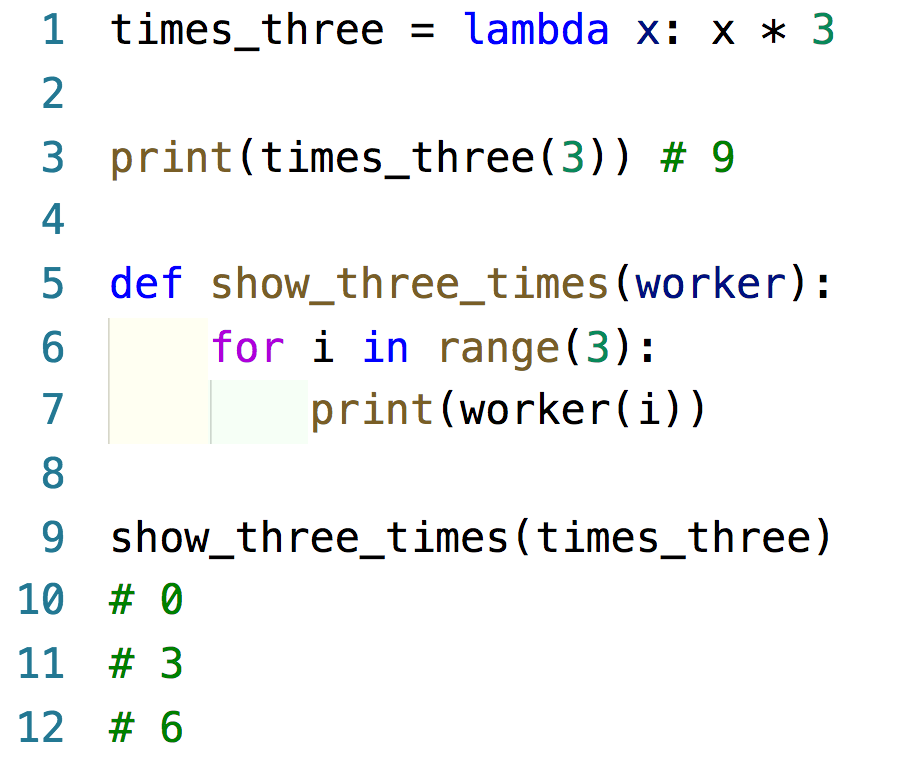 1 times_three = lambda x: x * 3
2
3 print(times_three(3)) # 9
4
5 def show_three_times(worker):
6     for i in range(3):
7         print(worker(i))
8
9 show_three_times(times_three)
10 # 0
11 # 3
12 # 6